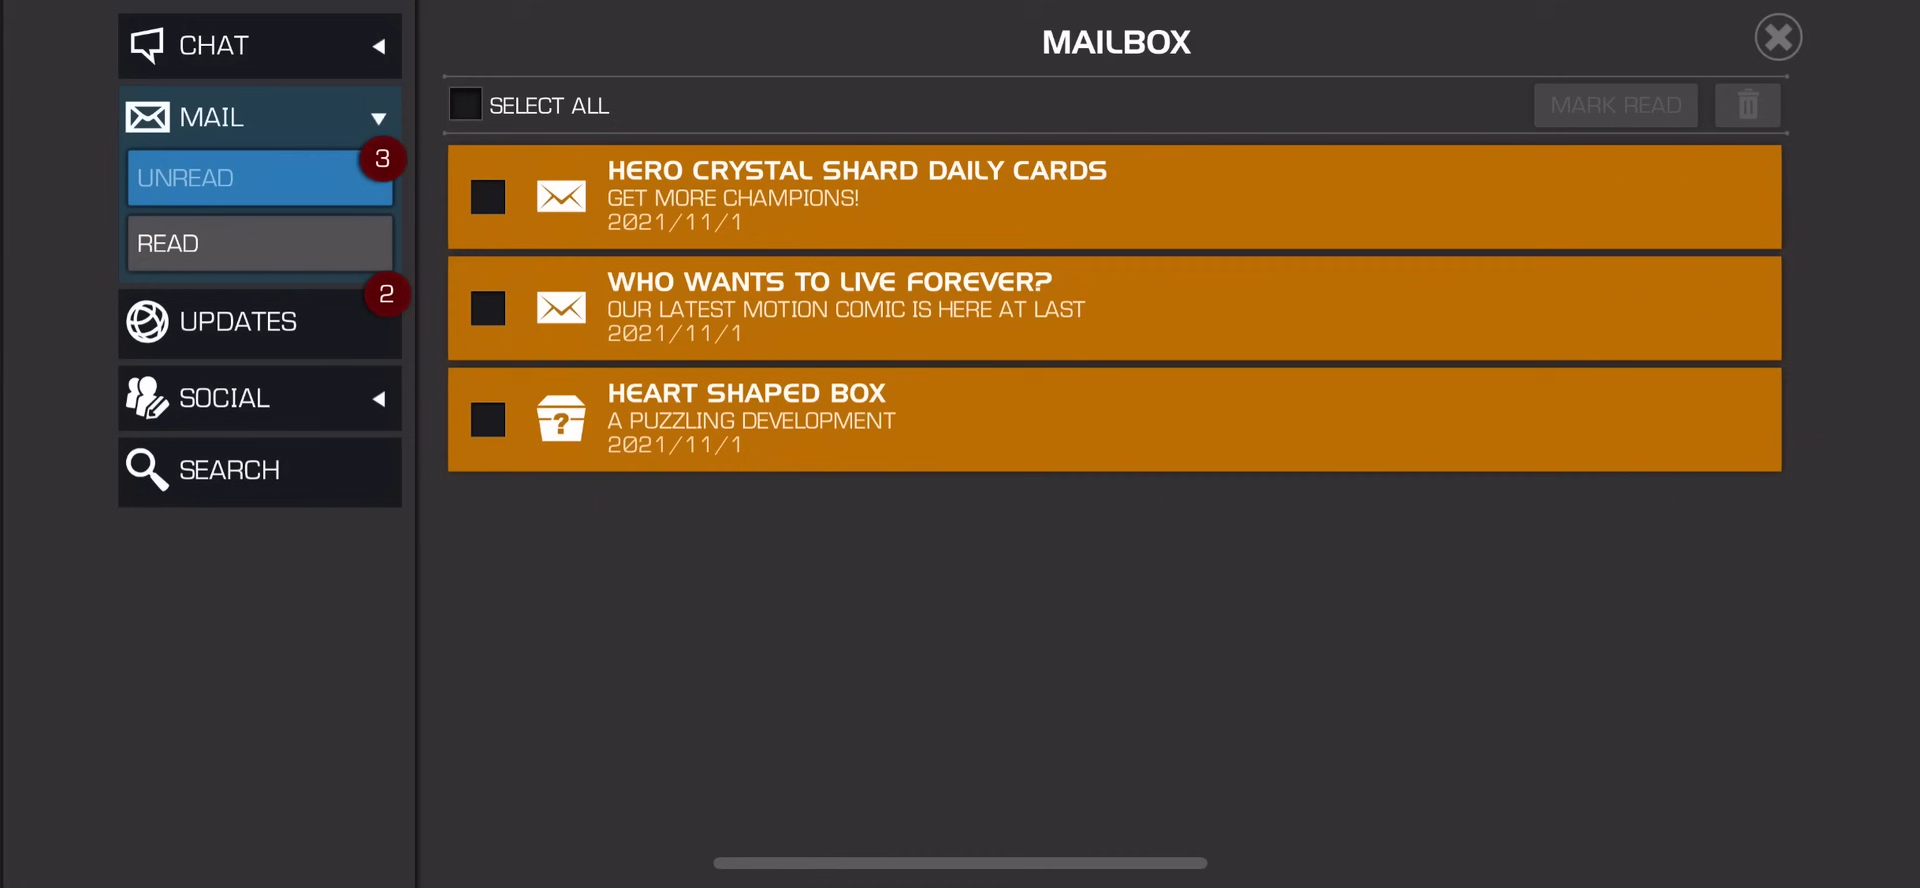 CHAT
MAIL
3
UNREAD
READ
2
UPDATES
SOCIAL
SEARCH
MAILBOX
SELECT ALL
MARK READ
HERO CRYSTAL SHARD DAILY CARDS
GET MORE CHAMPIONS!
2021/11/1
WHO WANTS TO LIVE FOREVER?
OUR LATEST MOTION COMIC IS HERE AT LAST
2021/11/1
?
HEART SHAPED BOX
A PUZZLING DEVELOPMENT
2021/11/1